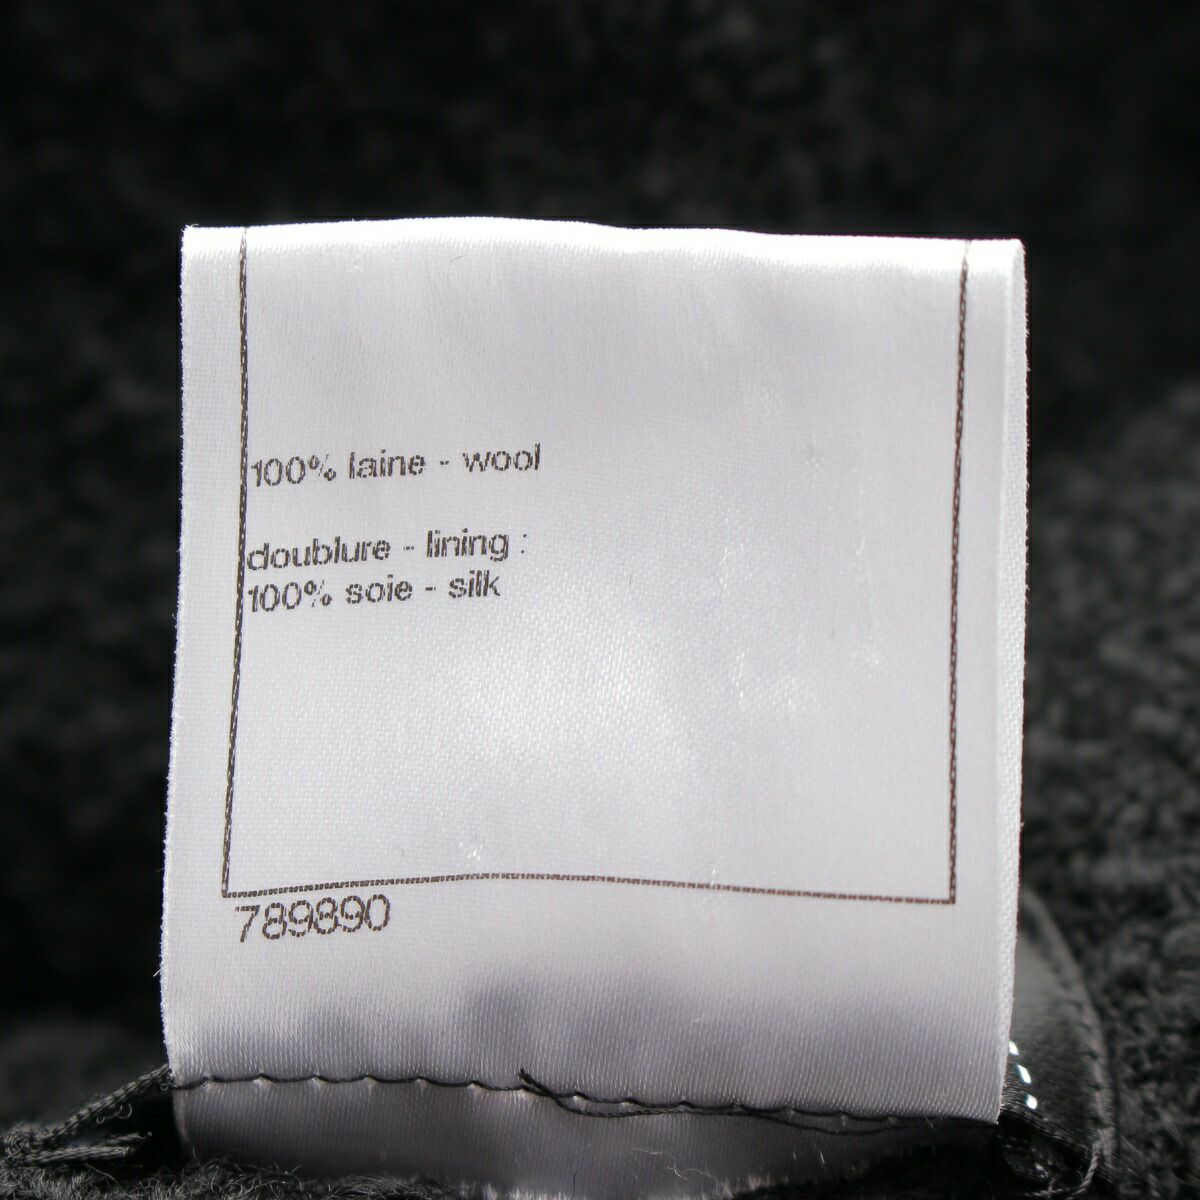 100% laine - wool
doublure - lining :
100% soie - silk
789890